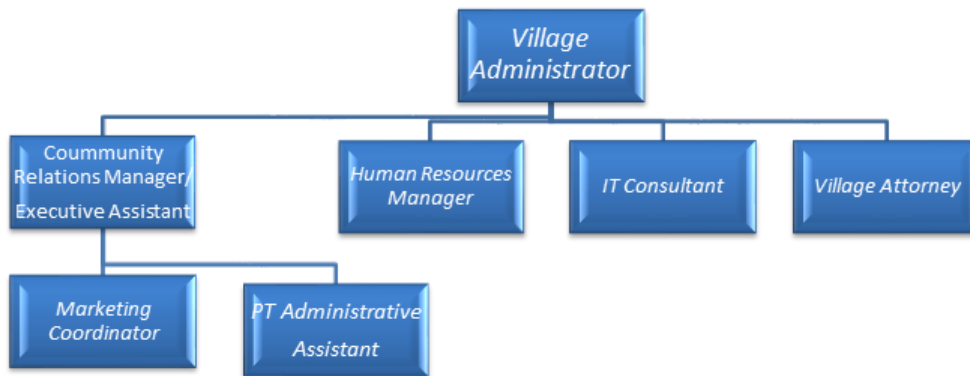 Village
Administrator
Coummunity
Relations Manager/
Executive Assistant
Human Resources
Manager
IT Consultant
Village Attorney
Marketing
Coordinator
PT Administrative
Assistant